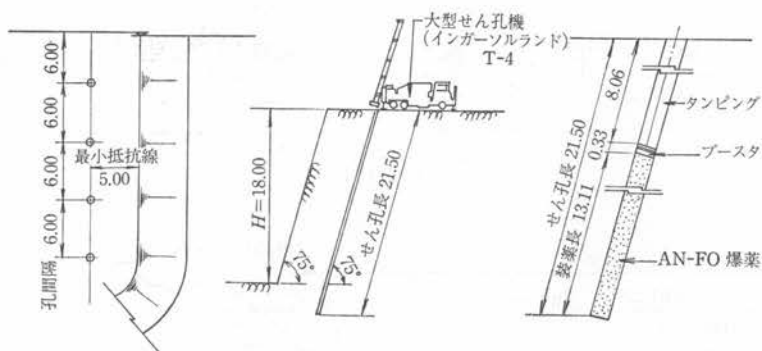 6.00
6.00
6.00
6.00
孔間隔
最小抵抗線
5.00
大型せん孔機
(インガーソルランド)
T-4
H=18.00
75°
75°
せん孔長 21.50
せん孔長 21.50
装薬長 13.11
0.33
8.06
タンピング
ブースタ
AN-FO 爆薬